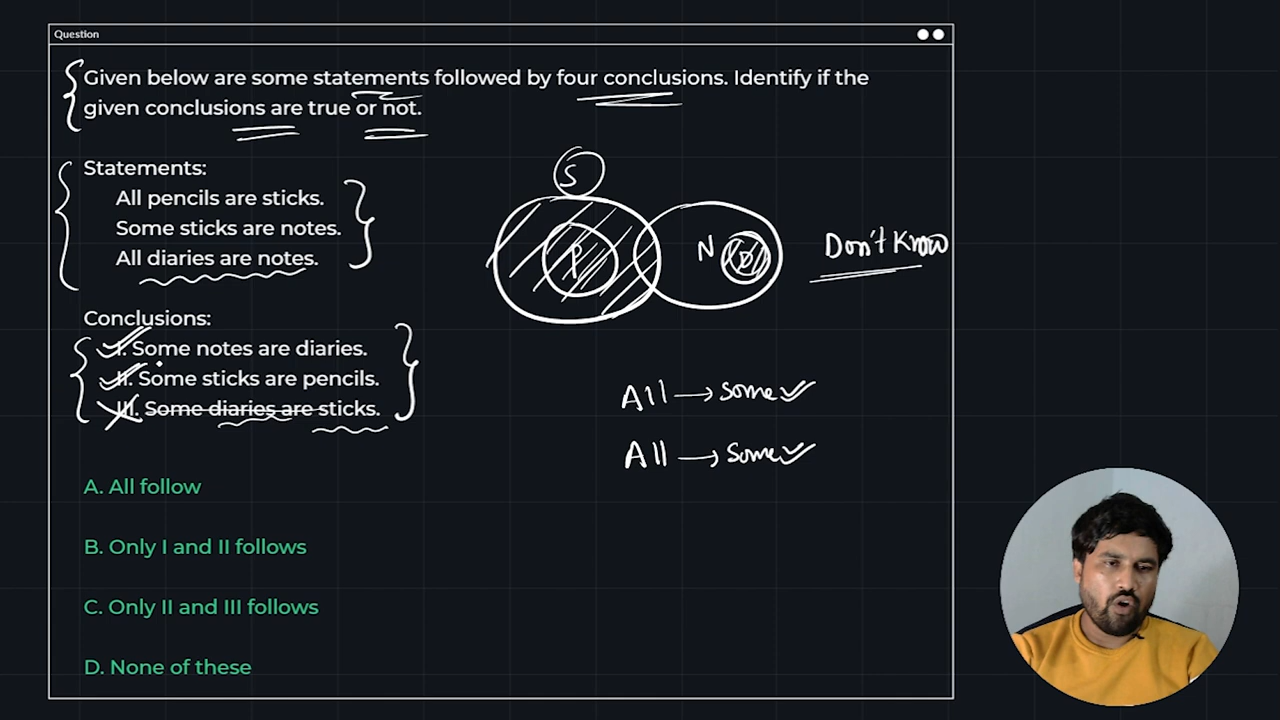 Question
Given below are some statements followed by four conclusions. Identify if the
given conclusions are true or not.
Statements:
All pencils are sticks.
Some sticks are notes.
All diaries are notes.
Conclusions:
I. Some notes are diaries.
II. Some sticks are pencils.
III. Some diaries are sticks.
A. All follow
B. Only I and II follows
C. Only II and III follows
D. None of these
S
P
N
D
Don't Know
All → some
All → Some